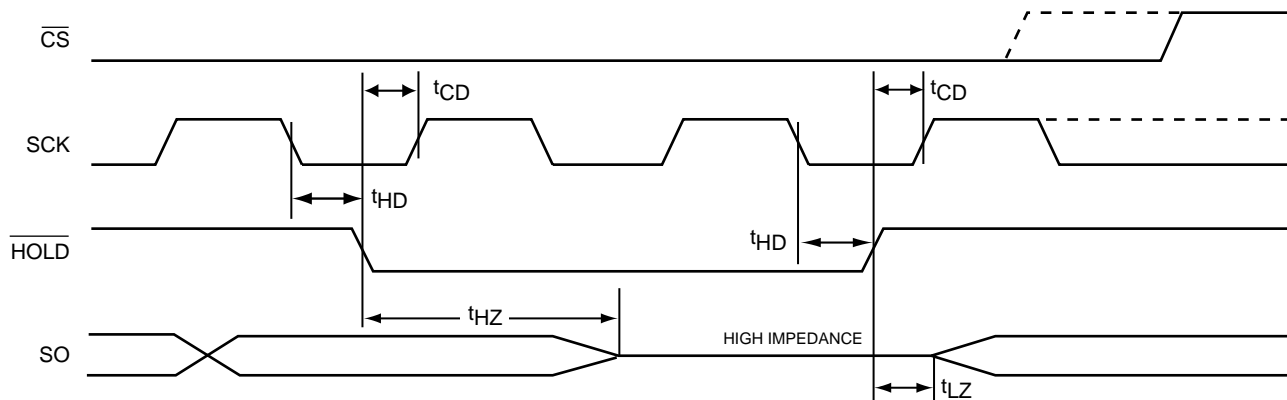 CS
tCD
tCD
SCK
tHD
HOLD
tHD
tHZ
SO
HIGH IMPEDANCE
tLZ